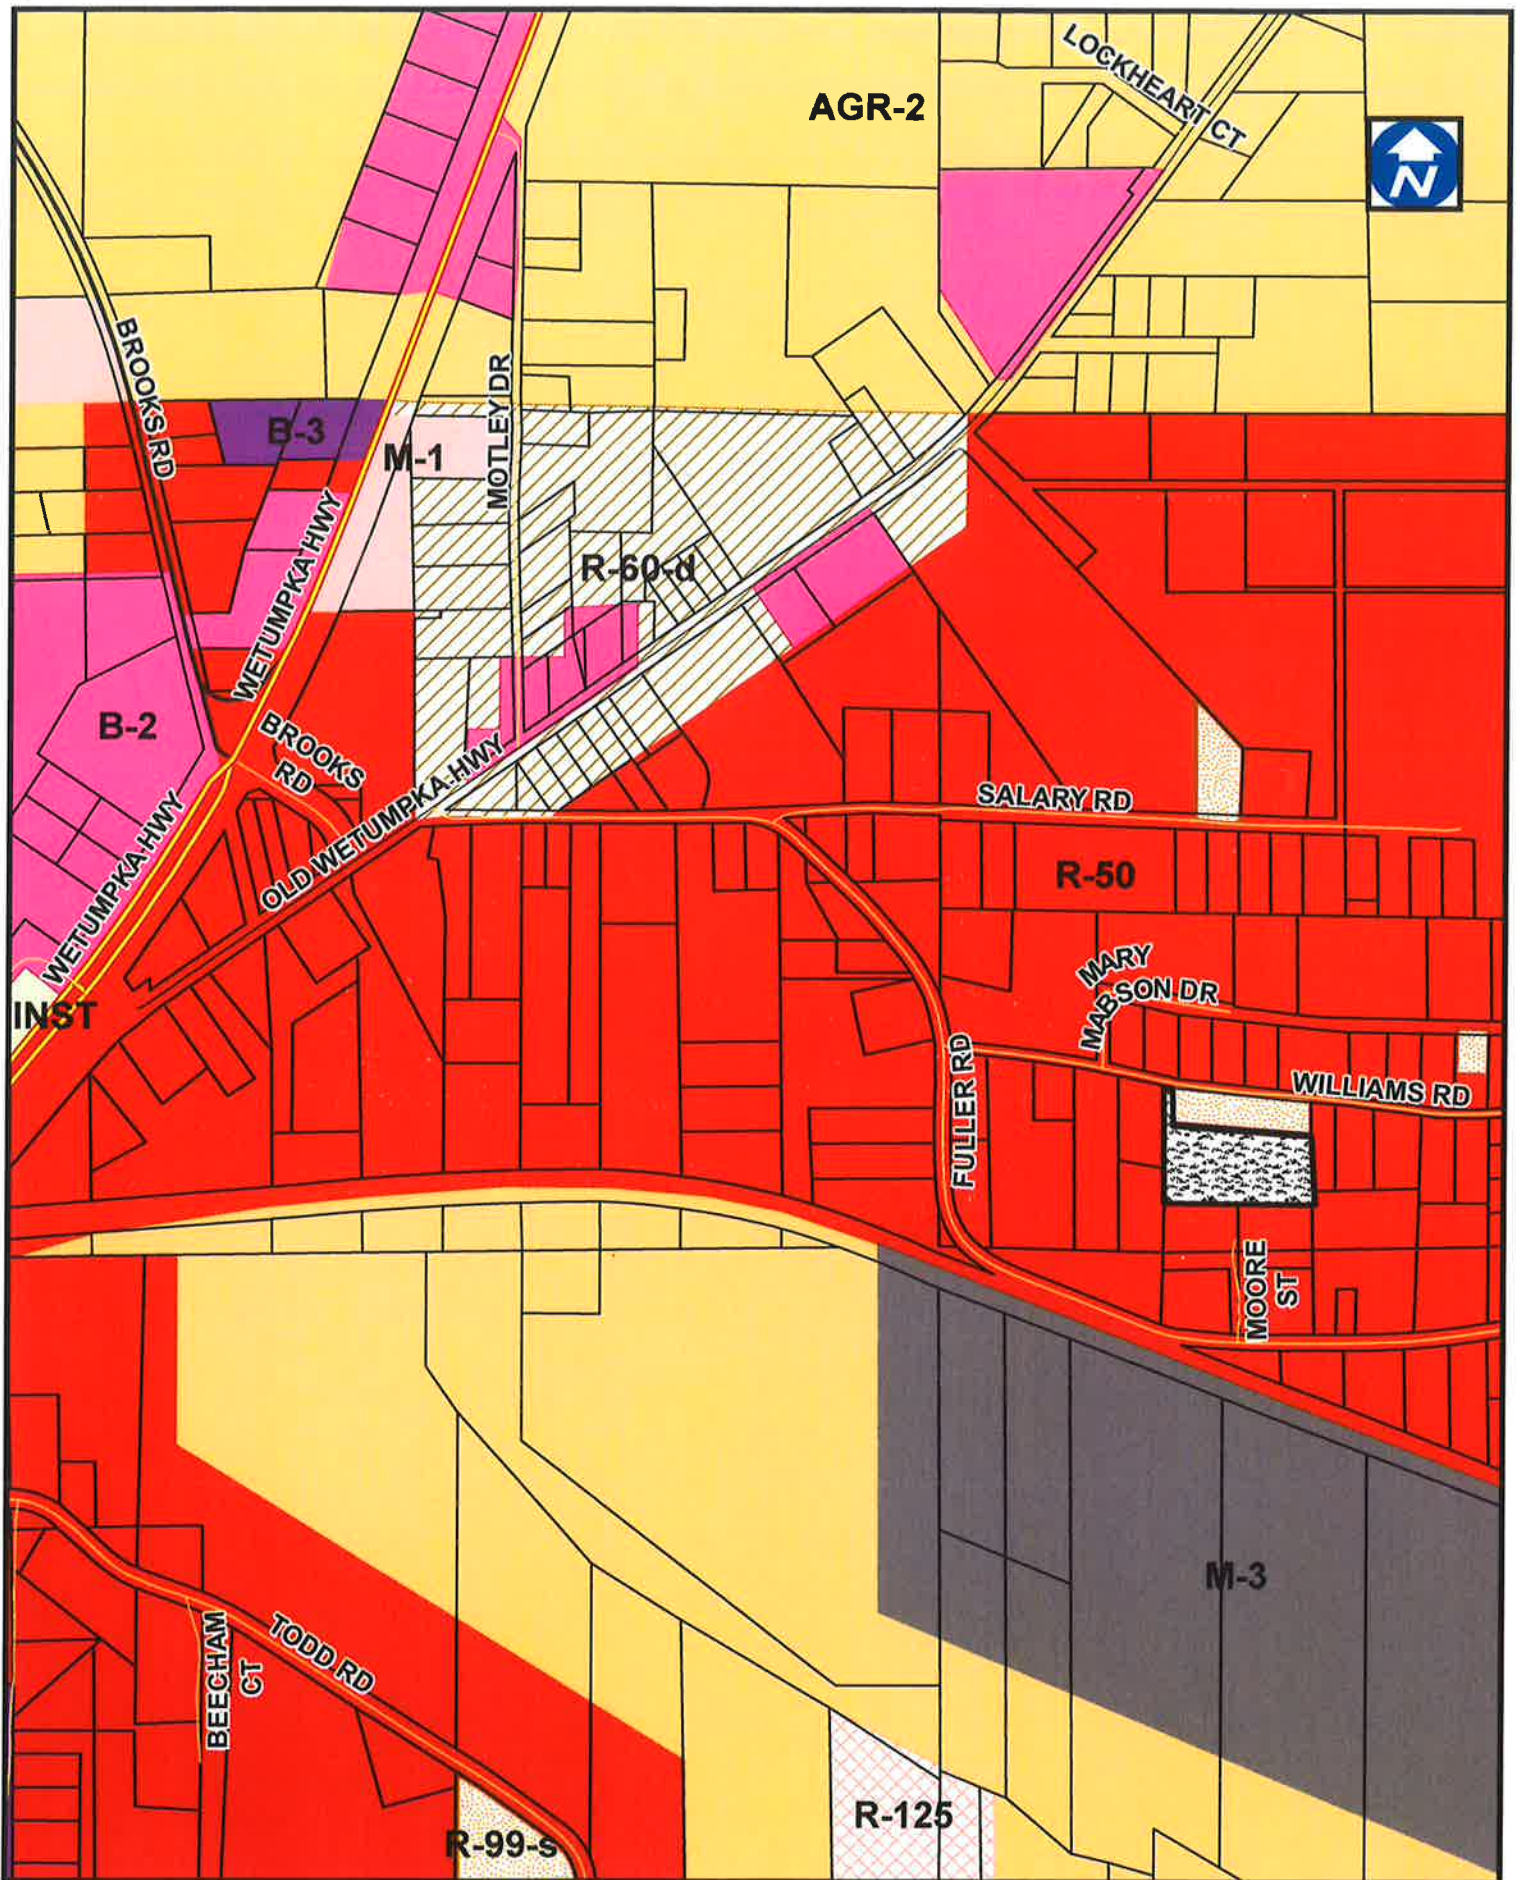 LOCKHEART CT
AGR-2
N
BROOKS RD
MOTLEY DR
B-3
M-1
WETUMPKA HWY
R-60-d
B-2
BROOKS
RD
OLD WETUMPKA HWY
SALARY RD
WETUMPKA HWY
R-50
MARY
MABSON DR
INST
FULLER RD
WILLIAMS RD
MOORE
ST
M-3
TODD RD
BEECHAM
CT
R-125
R-99-s